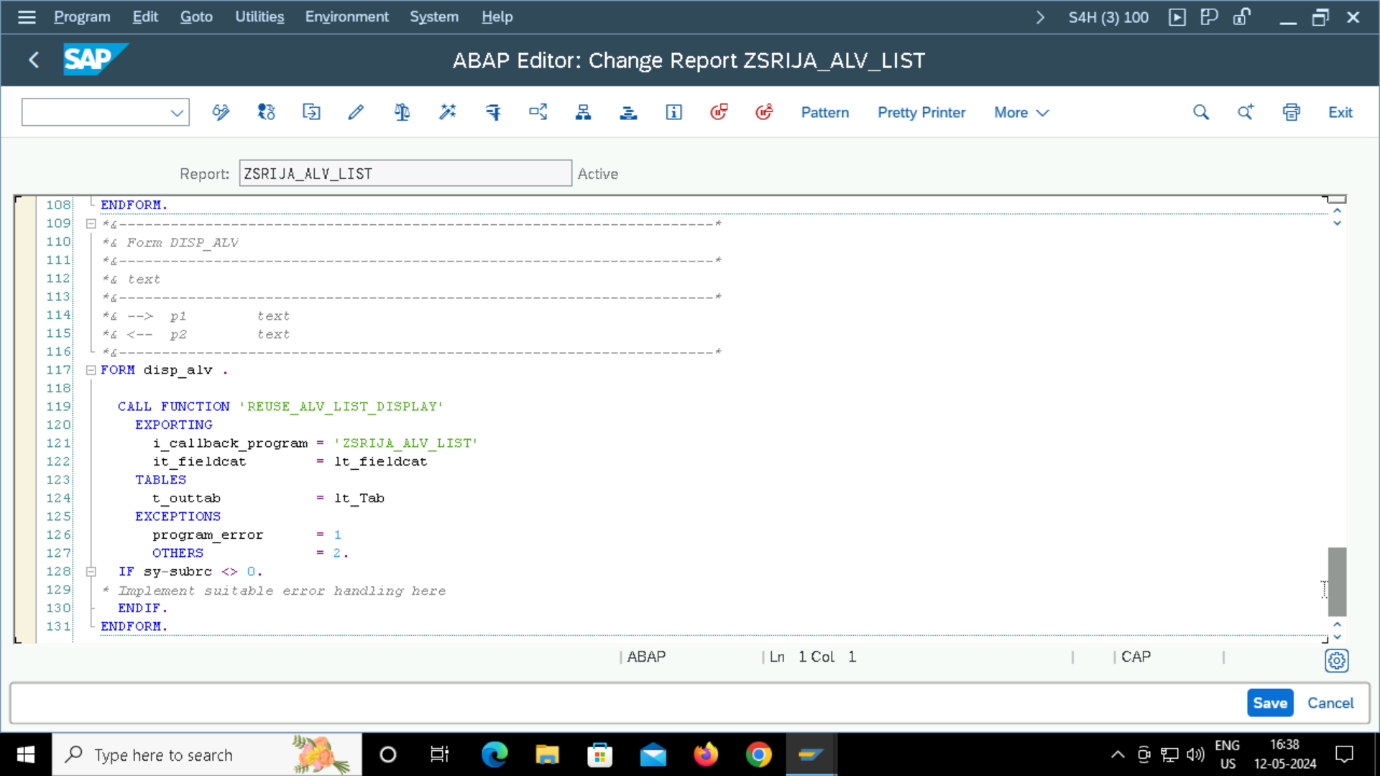 Program Edit Goto Utilities Environment System Help S4H (3) 100
SAP ABAP Editor: Change Report ZSRIJA_ALV_LIST
Pattern Pretty Printer More Exit
Report: ZSRIJA_ALV_LIST Active
108 ENDFORM.
109 *&---------------------------------------------------------------------*
110 *& Form DISP_ALV
111 *&---------------------------------------------------------------------*
112 *& text
113 *&---------------------------------------------------------------------*
114 *& --> p1 text
115 *& <-- p2 text
116 *&---------------------------------------------------------------------*
117 FORM disp_alv .
118
119 CALL FUNCTION 'REUSE_ALV_LIST_DISPLAY'
120 EXPORTING
121 i_callback_program = 'ZSRIJA_ALV_LIST'
122 it_fieldcat = lt_fieldcat
123 TABLES
124 t_outtab = lt_Tab
125 EXCEPTIONS
126 program_error = 1
127 OTHERS = 2.
128 IF sy-subrc <> 0.
129 * Implement suitable error handling here
130 ENDIF.
131 ENDFORM.
ABAP Ln 1 Col 1 CAP
Save Cancel
Type here to search ENG US 16:38 12-05-2024